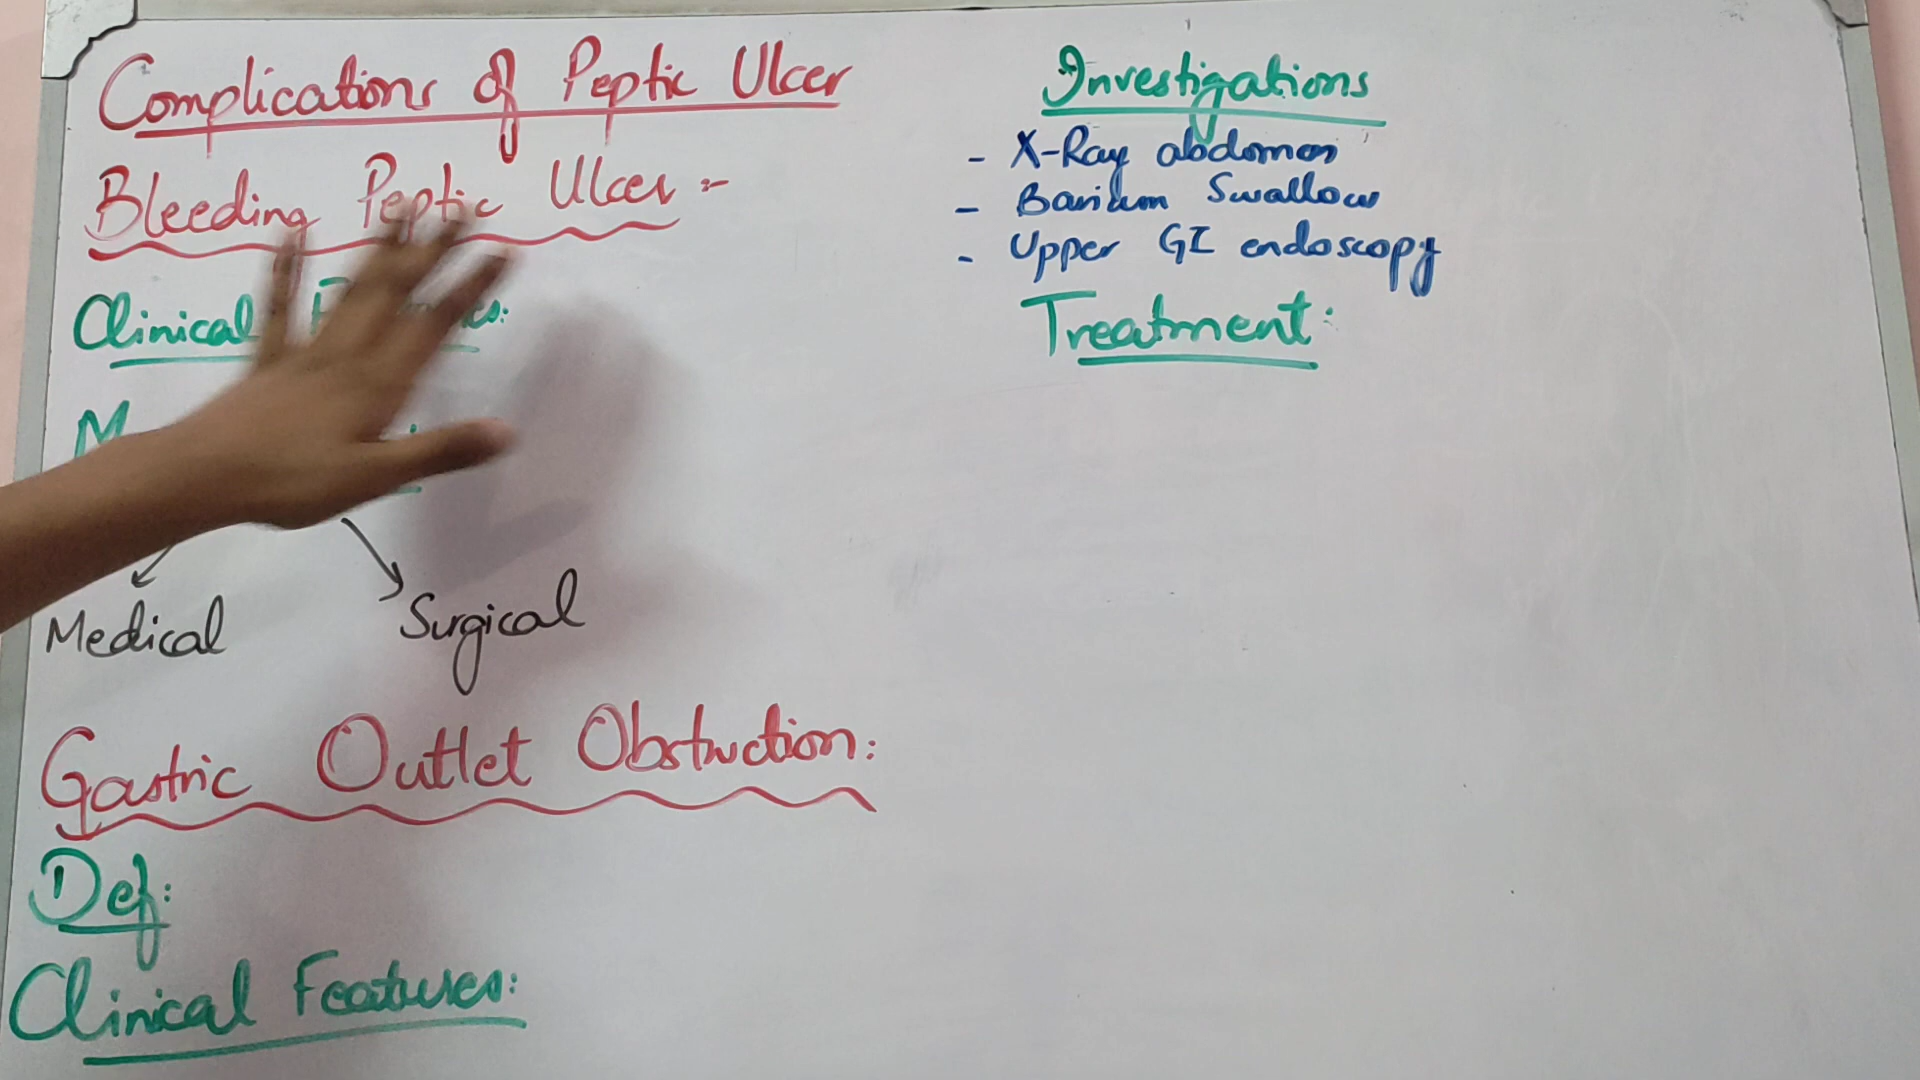 Complications of Peptic Ulcer
Bleeding Peptic Ulcer :-
Clinical
Medical Surgical
Gastric Outlet Obstruction:
Def:
Clinical Features:
Investigations
- X-Ray abdomen
- Barium Swallow
- Upper GI endoscopy
Treatment: